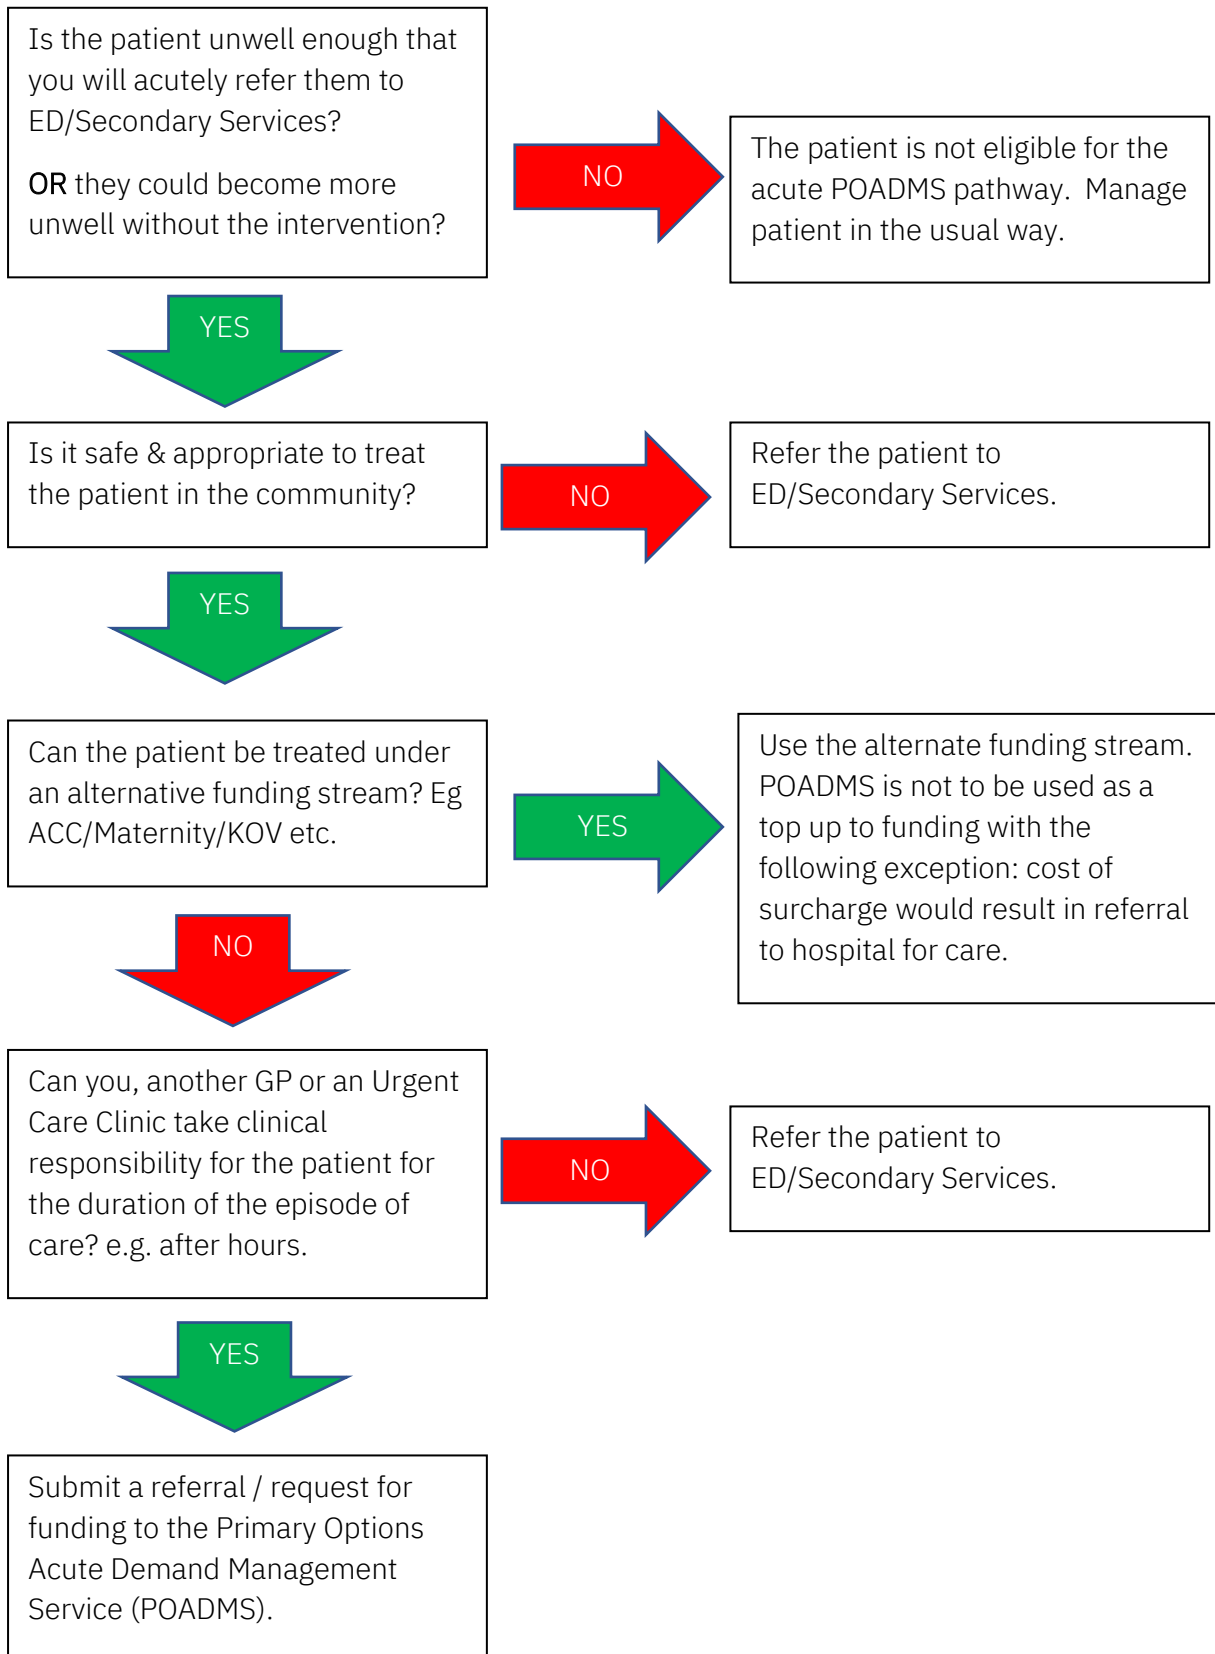 Is the patient unwell enough that
you will acutely refer them to
ED/Secondary Services?
OR they could become more
unwell without the intervention?
NO
The patient is not eligible for the
acute POADMS pathway.  Manage
patient in the usual way.
YES
Is it safe & appropriate to treat
the patient in the community?
NO
Refer the patient to
ED/Secondary Services.
YES
Can the patient be treated under
an alternative funding stream? Eg
ACC/Maternity/KOV etc.
YES
Use the alternate funding stream.
POADMS is not to be used as a
top up to funding with the
following exception: cost of
surcharge would result in referral
to hospital for care.
NO
Can you, another GP or an Urgent
Care Clinic take clinical
responsibility for the patient for
the duration of the episode of
care? e.g. after hours.
NO
Refer the patient to
ED/Secondary Services.
YES
Submit a referral / request for
funding to the Primary Options
Acute Demand Management
Service (POADMS).